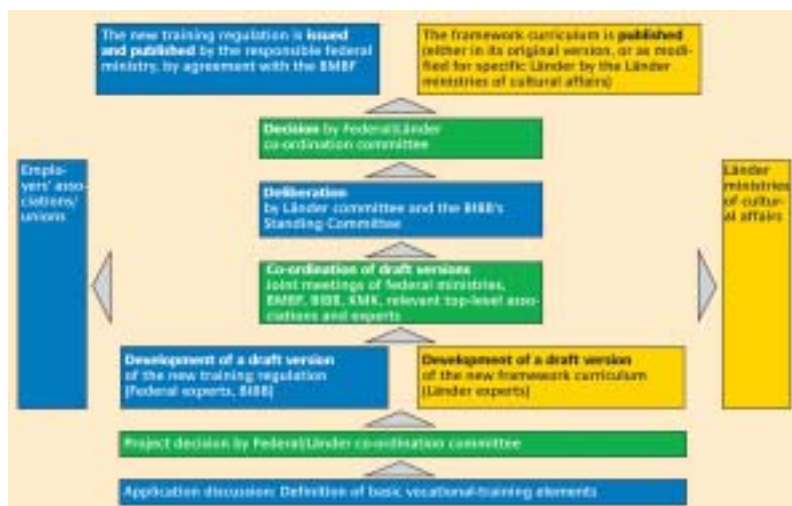 The new training regulation is issued
and published by the responsible federal
ministry, by agreement with the BMBF
The framework curriculum is published
(either in its original version, or as modi-
fied for specific Länder by the Länder
ministries of cultural affairs)
Decision by Federal/Länder
co-ordination committee
Emplo-
yers' asso-
ciations/
unions
Deliberation
by Länder committee and the BIBB's
Standing Committee
Länder
ministries
of cultur-
al affairs
Co-ordination of draft versions
Joint meetings of federal ministries,
BMBF, BIBB, KMK, relevant top-level asso-
ciations and experts
Development of a draft version
of the new training regulation
(Federal experts, BIBB)
Development of a draft version
of the new framework curriculum
(Länder experts)
Project decision by Federal/Länder co-ordination committee
Application discussion: Definition of basic vocational-training elements